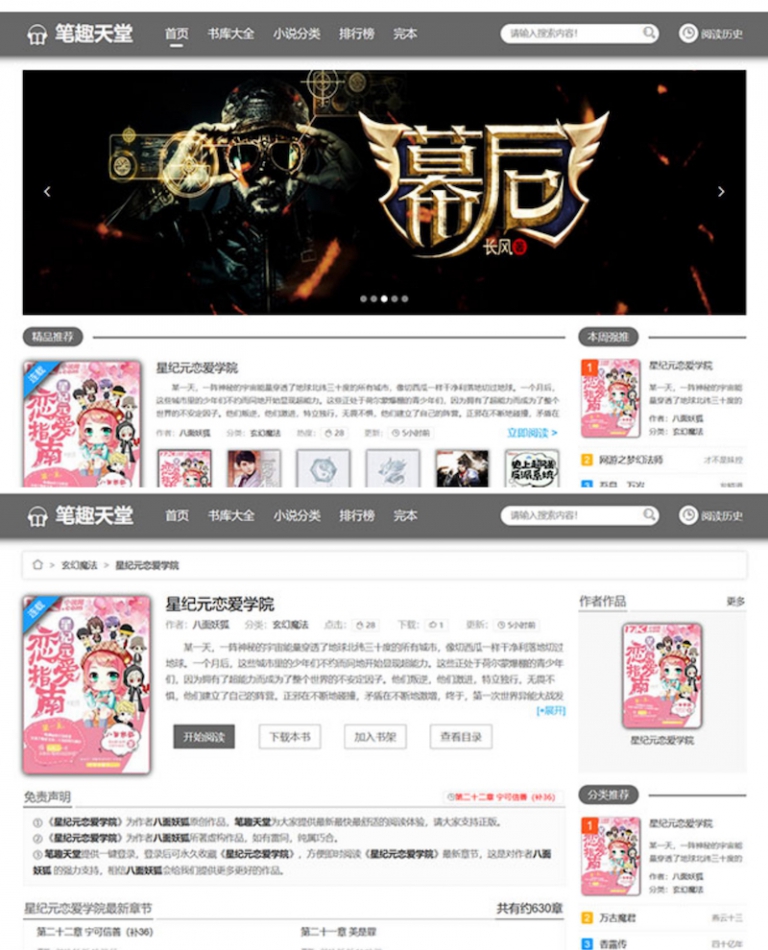 笔趣天堂 首页 书库大全 小说分类 排行榜 完本 请输入搜索内容! 阅读历史
幕后
长风
精品推荐
本周强推
连载
星纪元恋爱学院
某一天，一阵神秘的宇宙能量穿透了地球北纬三十度的所有城市，像切西瓜一样干净利落地切过地球。一个月后，
这些城市里的少年们不约而同地开始显现超能力。这些正处于荷尔蒙爆棚的青少年们，因为拥有了超能力而成为了整个
世界的不安定因子。他们叛逆，他们激进，特立独行，无畏不惧，他们建立了自己的阵营。正邪在不断地碰撞，矛盾在
作者：八面妖狐 分类：玄幻魔法 热度：28 更新：5小时前 立即阅读 >
1
星纪元恋爱学院
某一天，一阵神秘的宇宙能
量穿透了地球北纬三十度的
作者：八面妖狐
分类：玄幻魔法
2 网游之梦幻法师
3
笔趣天堂 首页 书库大全 小说分类 排行榜 完本 请输入搜索内容! 阅读历史
> 玄幻魔法 > 星纪元恋爱学院
连载
恋爱指南
星纪元恋爱学院
作者：八面妖狐 分类：玄幻魔法 点击：28 下载：1 更新：5小时前
某一天，一阵神秘的宇宙能量穿透了地球北纬三十度的所有城市，像切西瓜一样干净利落地切过
地球。一个月后，这些城市里的少年们不约而同地开始显现超能力。这些正处于荷尔蒙爆棚的青少年
们，因为拥有了超能力而成为了整个世界的不安定因子。他们叛逆，他们激进，特立独行，无畏不
惧，他们建立了自己的阵营。正邪在不断地碰撞，矛盾在不断地激增，终于，第一次世界异能大战发
[+展开]
开始阅读 下载本书 加入书架 查看目录
作者作品 更多
星纪元恋爱学院
免责声明 第二十二章 宁可信善（补36）
① 《星纪元恋爱学院》为作者八面妖狐原创作品，笔趣天堂为大家提供最新最快最舒适的阅读体验，请大家支持正版。
② 《星纪元恋爱学院》为作者八面妖狐所著虚构作品，如有雷同，纯属巧合。
③ 笔趣天堂提供一键登录，登录后可永久收藏《星纪元恋爱学院》，方便即时阅读《星纪元恋爱学院》最新章节，这是对作者八面
妖狐 的强力支持，相信八面妖狐会给我们提供更多更好的作品。
分类推荐
1
星纪元恋爱学院
某一天，一阵神秘的宇宙能
量穿透了地球北纬三十度的
作者：八面妖狐
分类：玄幻魔法
2 万古魔君
3 香露传
星纪元恋爱学院最新章节 共有约630章
第二十二章 宁可信善（补36） 第二十一章 美是罪